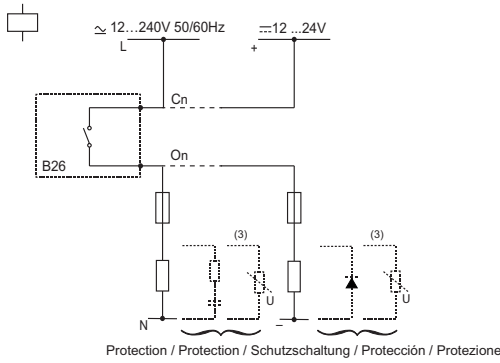 ≃ 12...240V 50/60Hz
⎓12 ...24V
L
+
Cn
B26
On
(3)
(3)
U
U
N
–
Protection / Protection / Schutzschaltung / Protección / Protezione